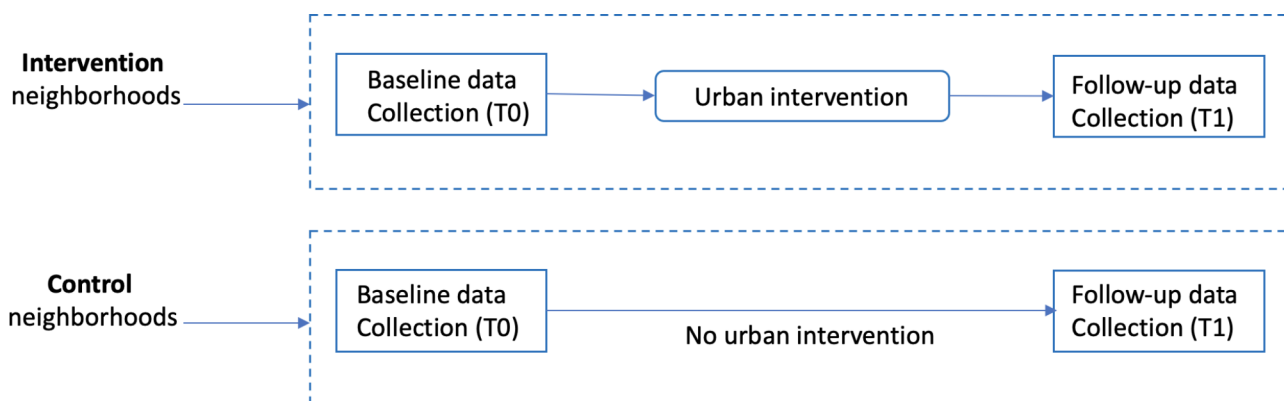 Intervention
neighborhoods
Baseline data
Collection (T0)
Urban intervention
Follow-up data
Collection (T1)
Control
neighborhoods
Baseline data
Collection (T0)
No urban intervention
Follow-up data
Collection (T1)